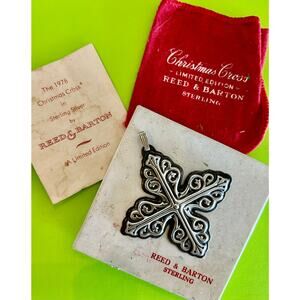 The 1978
Christmas Cross
in
Sterling Silver
by
REED & BARTON
A Limited Edition
Christmas Cross
- LIMITED EDITION -
REED & BARTON
STERLING
REED & BARTON
STERLING